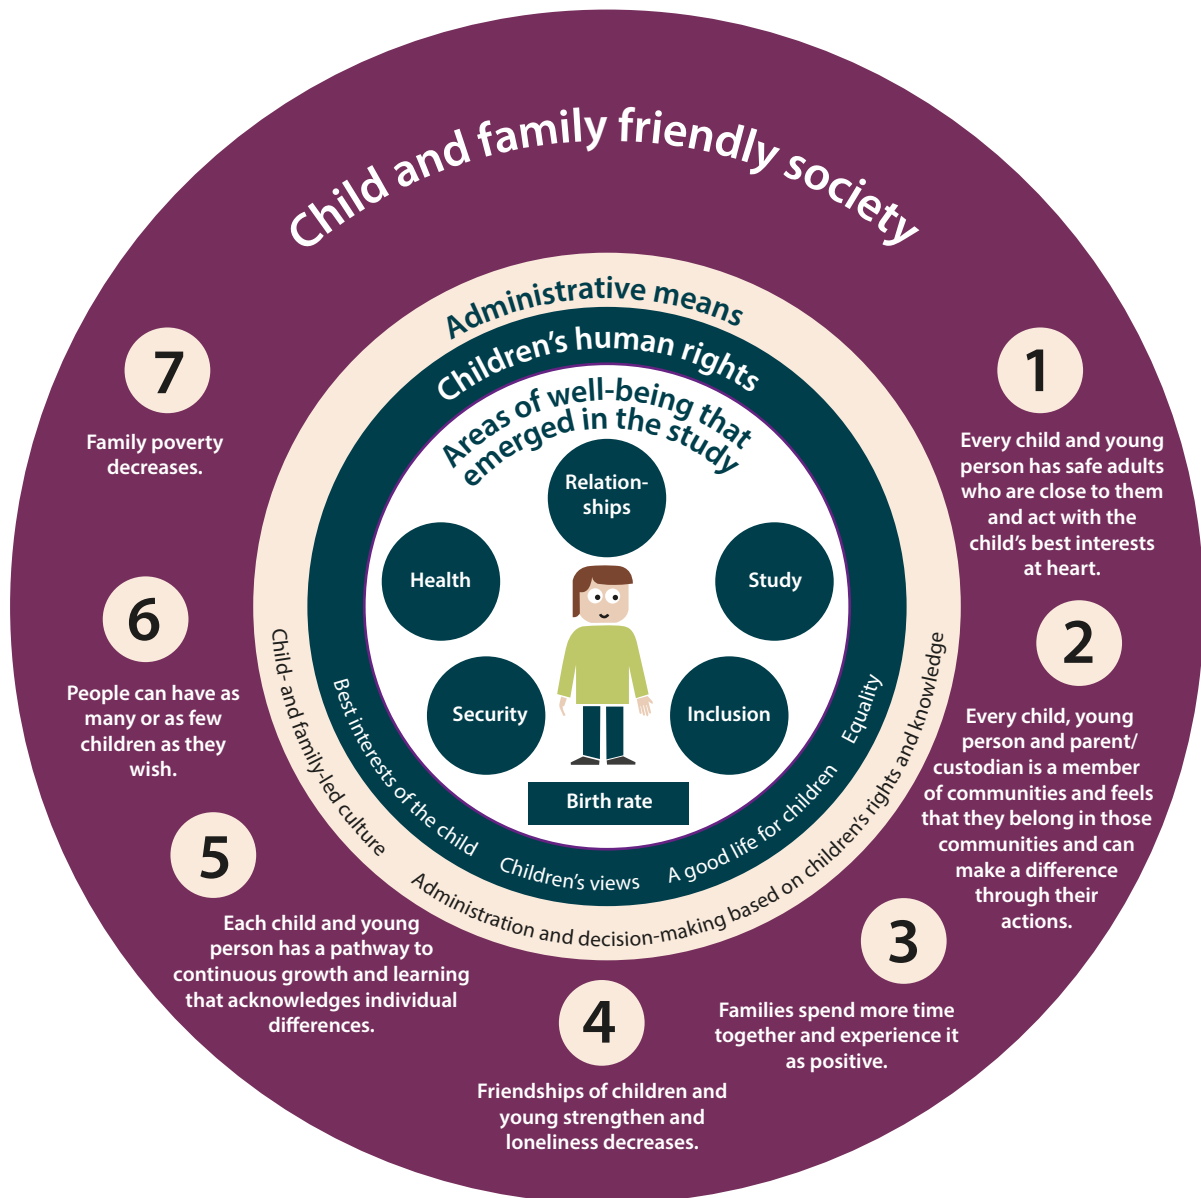 Child and family friendly society
Administrative means
Children's human rights
Areas of well-being that
emerged in the study
Relation-
ships
Health
Study
Security
Inclusion
Birth rate
Best interests of the child
Children's views
A good life for children
Equality
Child- and family-led culture
Administration and decision-making based on children's rights and knowledge
1
Every child and young
person has safe adults
who are close to them
and act with the
child's best interests
at heart.
2
Every child, young
person and parent/
custodian is a member
of communities and feels
that they belong in those
communities and can
make a difference
through their
actions.
3
Families spend more time
together and experience it
as positive.
4
Friendships of children and
young strengthen and
loneliness decreases.
5
Each child and young
person has a pathway to
continuous growth and learning
that acknowledges individual
differences.
6
People can have as
many or as few
children as they
wish.
7
Family poverty
decreases.